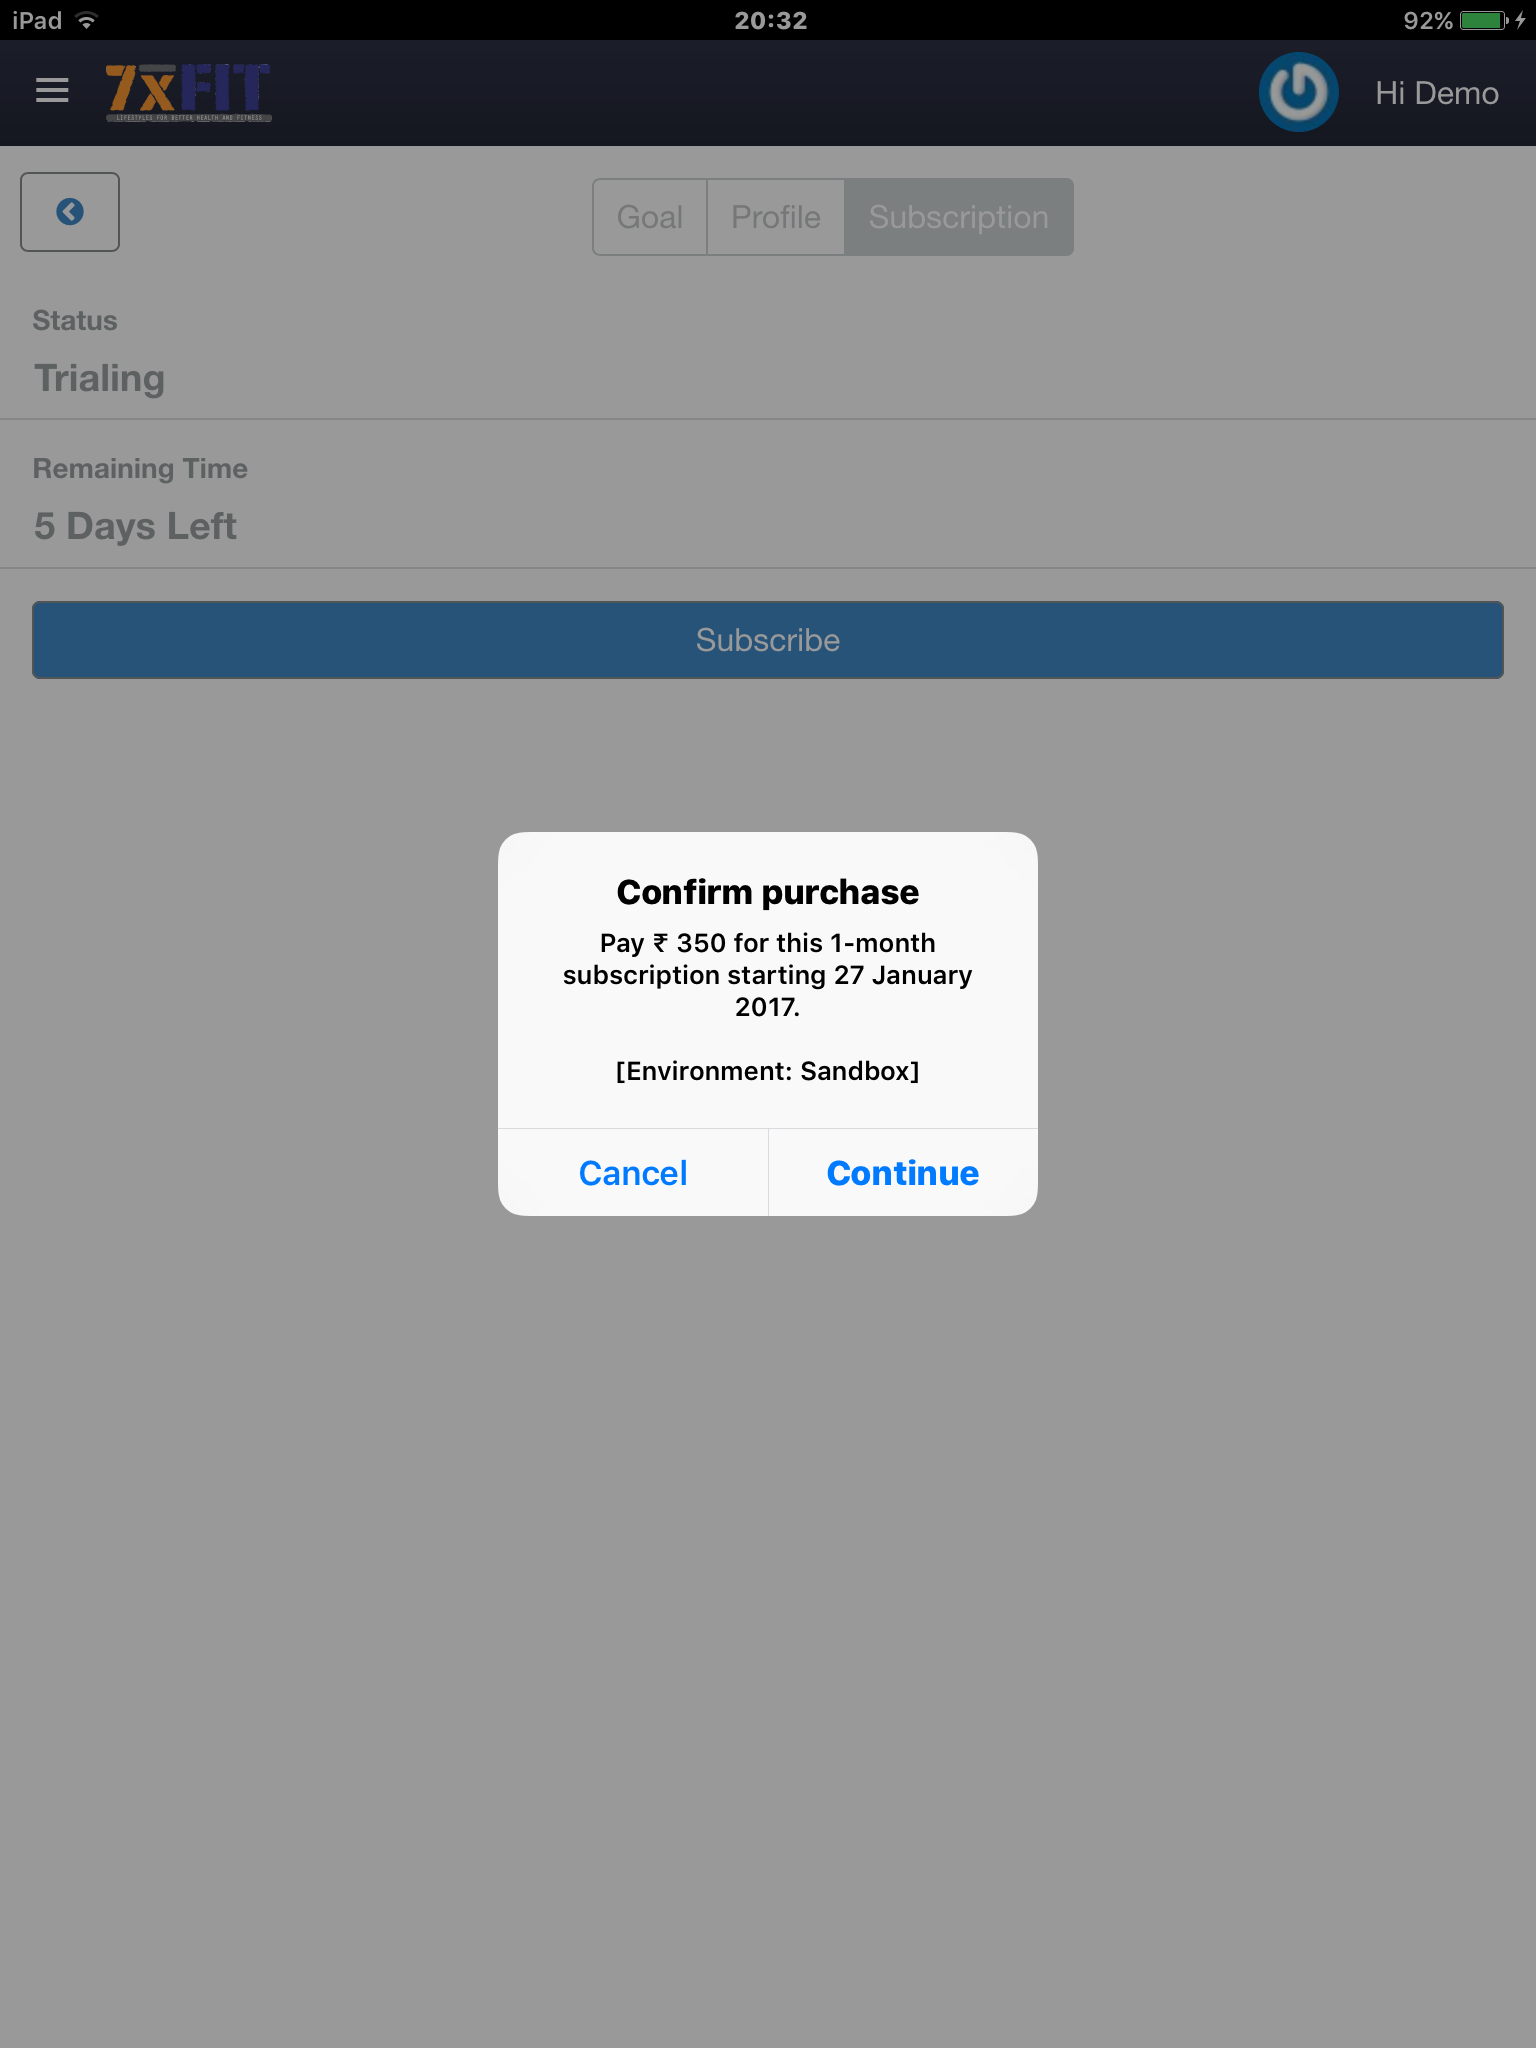 iPad 20:32 92%
7xFIT
LIFESTYLES FOR BETTER HEALTH AND FITNESS
Hi Demo
Goal Profile Subscription
Status
Trialing
Remaining Time
5 Days Left
Subscribe
Confirm purchase
Pay ₹ 350 for this 1-month
subscription starting 27 January
2017.
[Environment: Sandbox]
Cancel Continue